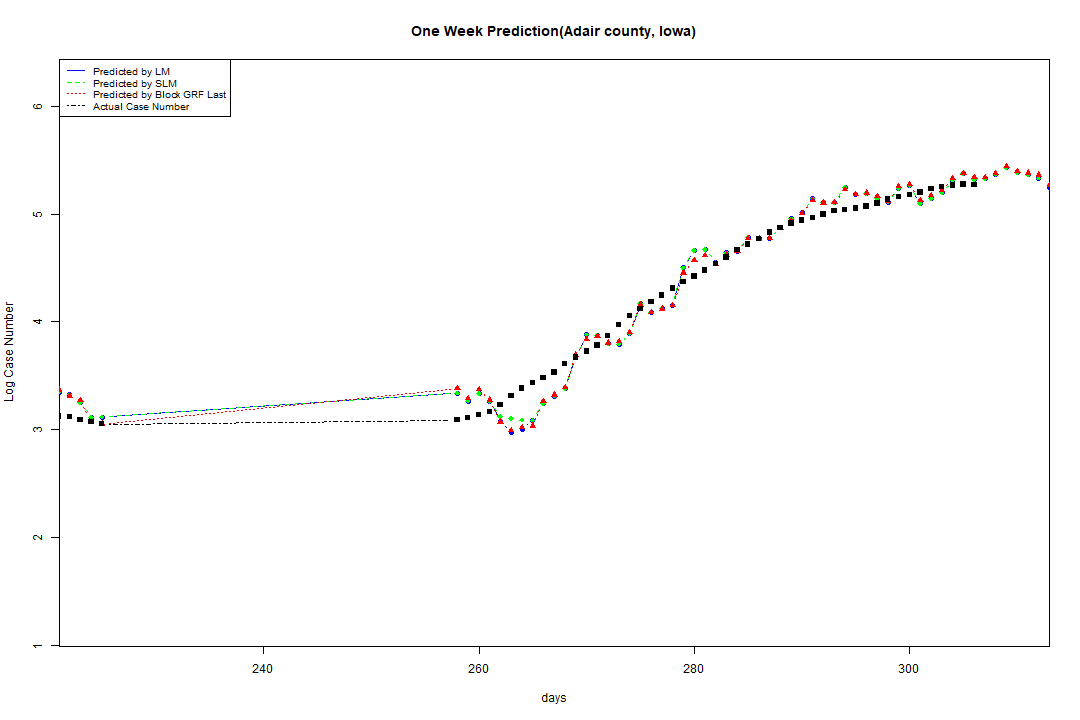 One Week Prediction(Adair county, Iowa)
Predicted by LM
Predicted by SLM
Predicted by Block GRF Last
Actual Case Number
6
5
4
3
2
1
Log Case Number
240 260 280 300
days